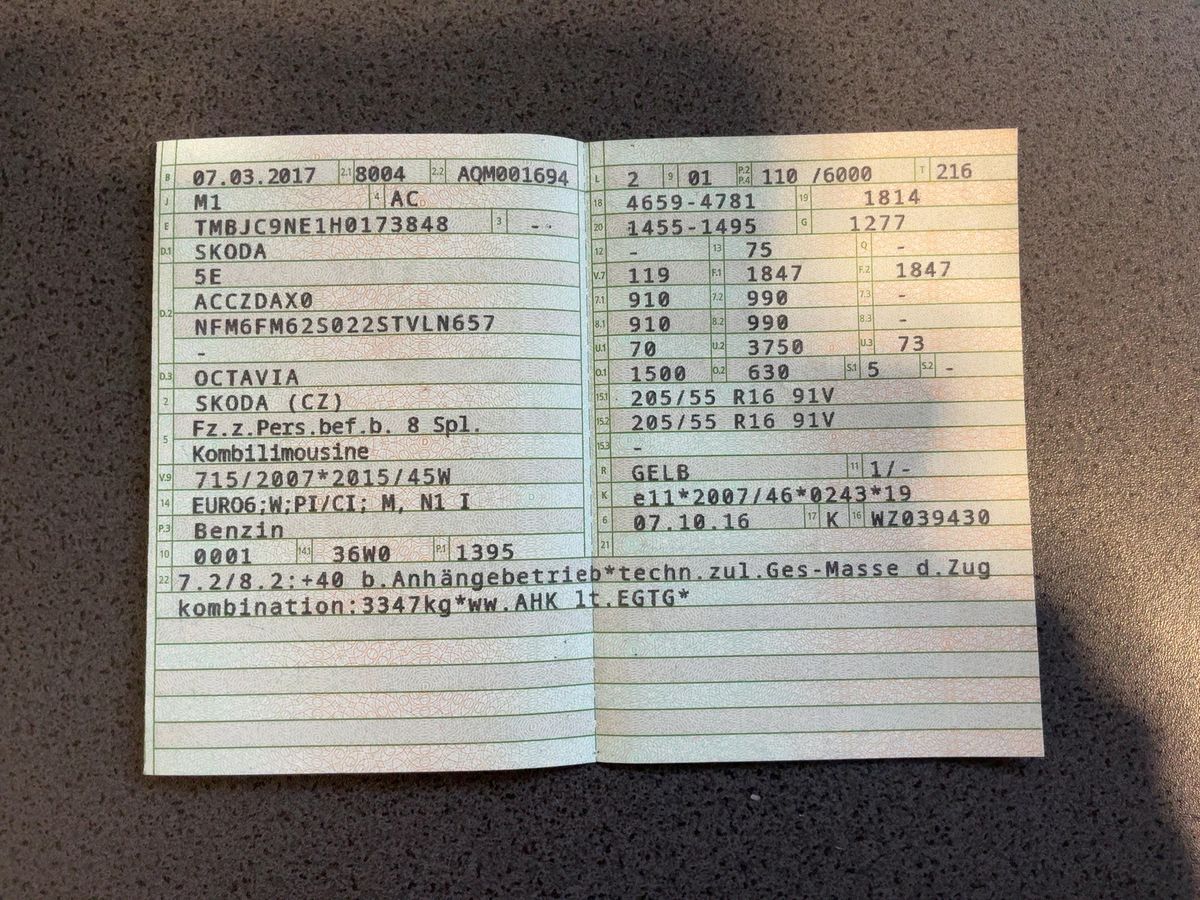 B 07.03.2017 2.1 8004 2.2 AQM001694
J M1 4 AC
E TMBJC9NE1H0173848 3 -
D.1 SKODA
5E
D.2 ACCZDAX0
NFM6FM62S022STVLN657
-
D.3 OCTAVIA
2 SKODA (CZ)
5 Fz.z.Pers.bef.b. 8 Spl.
Kombilimousine
V.9 715/2007*2015/45W
14 EURO6;W;PI/CI; M, N1 I
P.3 Benzin
10 0001 14.1 36W0 P.1 1395
L 2 9 01 P.2 P.4 110 /6000 T 216
18 4659-4781 19 1814
20 1455-1495 G 1277
12 - 13 75 Q -
V.7 119 F.1 1847 F.2 1847
7.1 910 7.2 990 7.3 -
8.1 910 8.2 990 8.3 -
U.1 70 U.2 3750 U.3 73
O.1 1500 O.2 630 S.1 5 S.2 -
15.1 205/55 R16 91V
15.2 205/55 R16 91V
15.3 -
R GELB 11 1/-
K e11*2007/46*0243*19
6 07.10.16 17 K 16 WZ039430
21
22 7.2/8.2:+40 b.Anhängebetrieb*techn.zul.Ges-Masse d.Zug
kombination:3347kg*ww.AHK lt.EGTG*